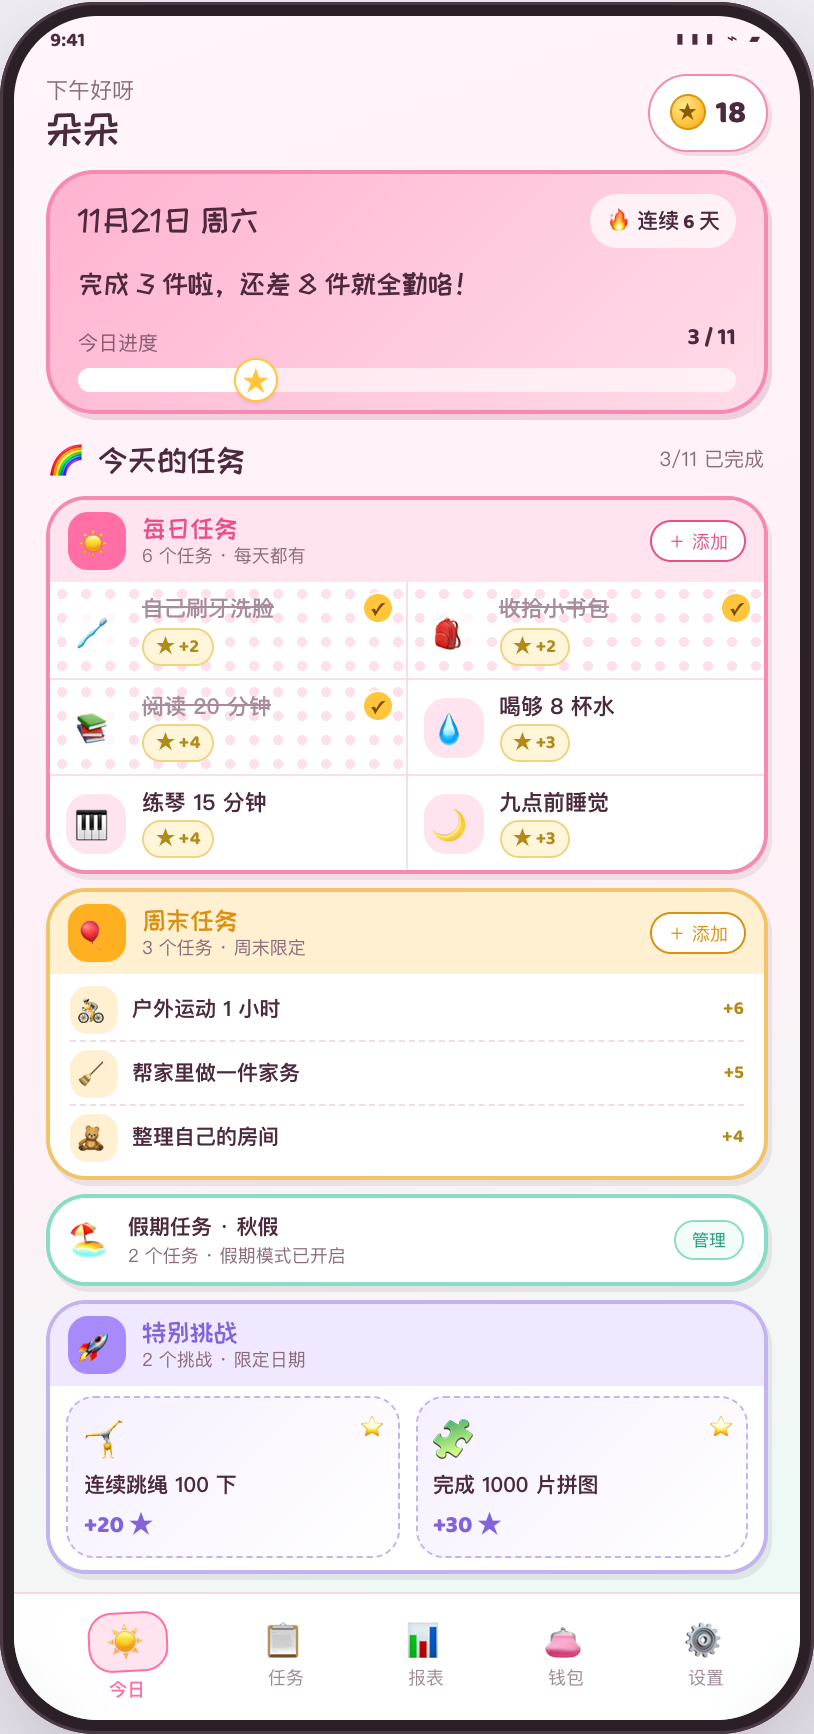 9:41
下午好呀
朵朵
18
11月21日 周六
连续 6 天
完成 3 件啦，还差 8 件就全勤咯！
今日进度
3 / 11
今天的任务
3/11 已完成
每日任务
6 个任务 · 每天都有
＋ 添加
自己刷牙洗脸
★ +2
收拾小书包
★ +2
阅读 20 分钟
★ +4
喝够 8 杯水
★ +3
练琴 15 分钟
★ +4
九点前睡觉
★ +3
周末任务
3 个任务 · 周末限定
＋ 添加
户外运动 1 小时
+6
帮家里做一件家务
+5
整理自己的房间
+4
假期任务 · 秋假
2 个任务 · 假期模式已开启
管理
特别挑战
2 个挑战 · 限定日期
连续跳绳 100 下
+20 ★
完成 1000 片拼图
+30 ★
今日
任务
报表
钱包
设置